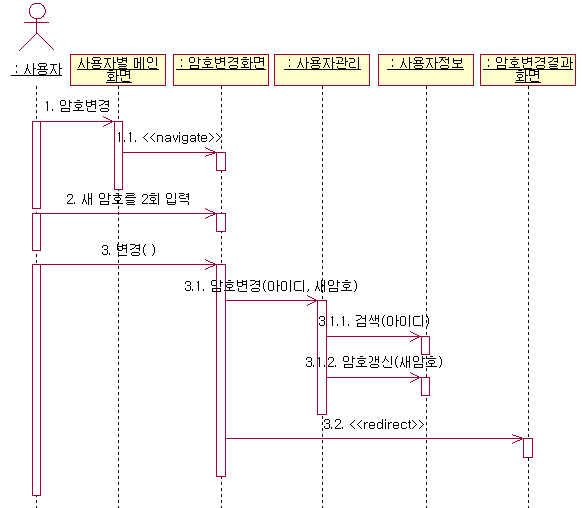 : 사용자
사용자별 메인
화면
: 암호변경화면
: 사용자관리
: 사용자정보
: 암호변경결과
화면
1. 암호변경
1.1. <<navigate>>
2. 새 암호를 2회 입력
3. 변경( )
3.1. 암호변경(아이디, 새암호)
3.1.1. 검색(아이디)
3.1.2. 암호갱신(새암호)
3.2. <<redirect>>